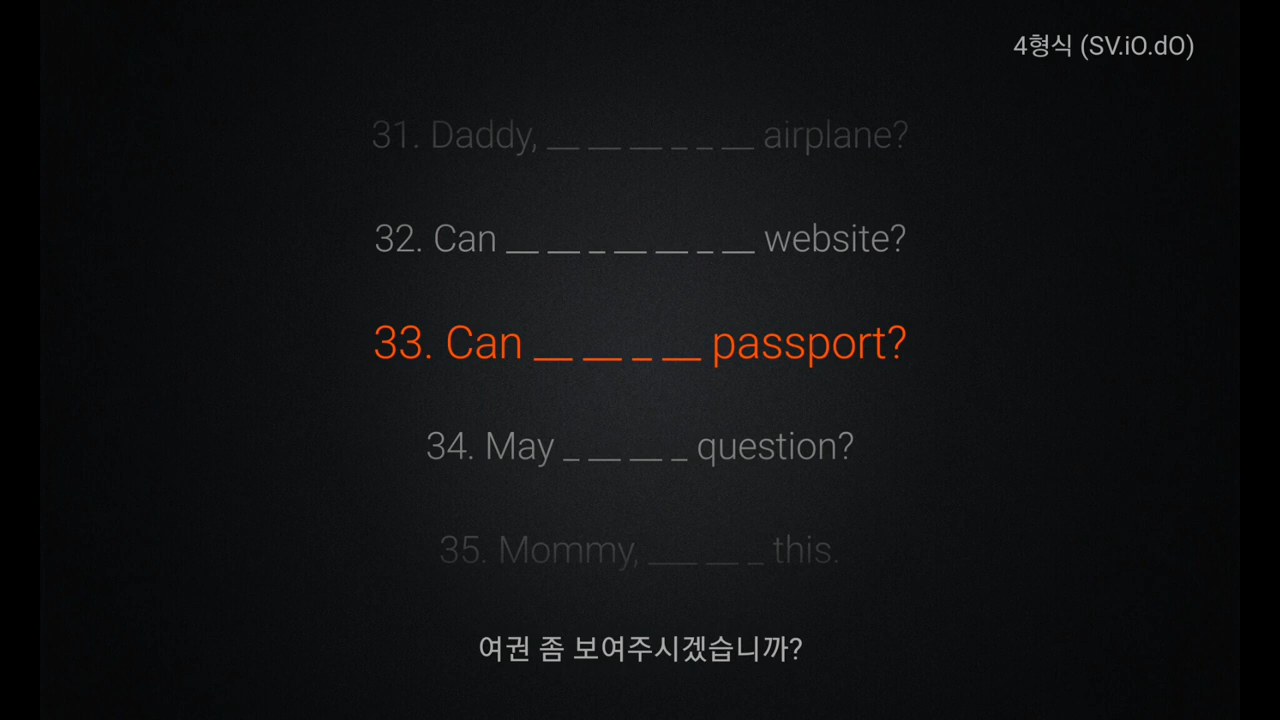 4형식 (SV.iO.dO)
31. Daddy, __ __ __ _ _ __ airplane?
32. Can __ __ _ __ __ _ __ website?
33. Can __ __ _ __ passport?
34. May _ __ __ _ question?
35. Mommy, ___ __ _ this.
여권 좀 보여주시겠습니까?